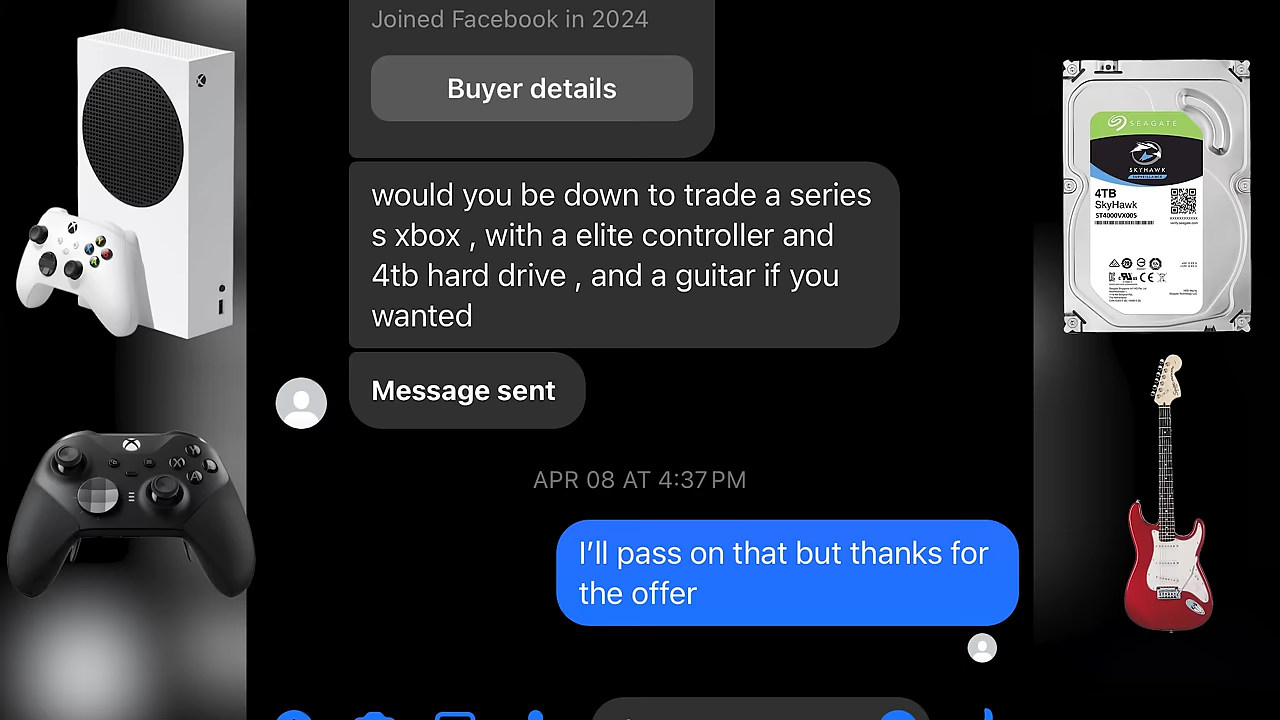 Joined Facebook in 2024
Buyer details
would you be down to trade a series
s xbox , with a elite controller and
4tb hard drive , and a guitar if you
wanted
Message sent
APR 08 AT 4:37 PM
I’ll pass on that but thanks for
the offer
SEAGATE
SKYHAWK
SURVEILLANCE
4TB
SkyHawk
ST4000VX005